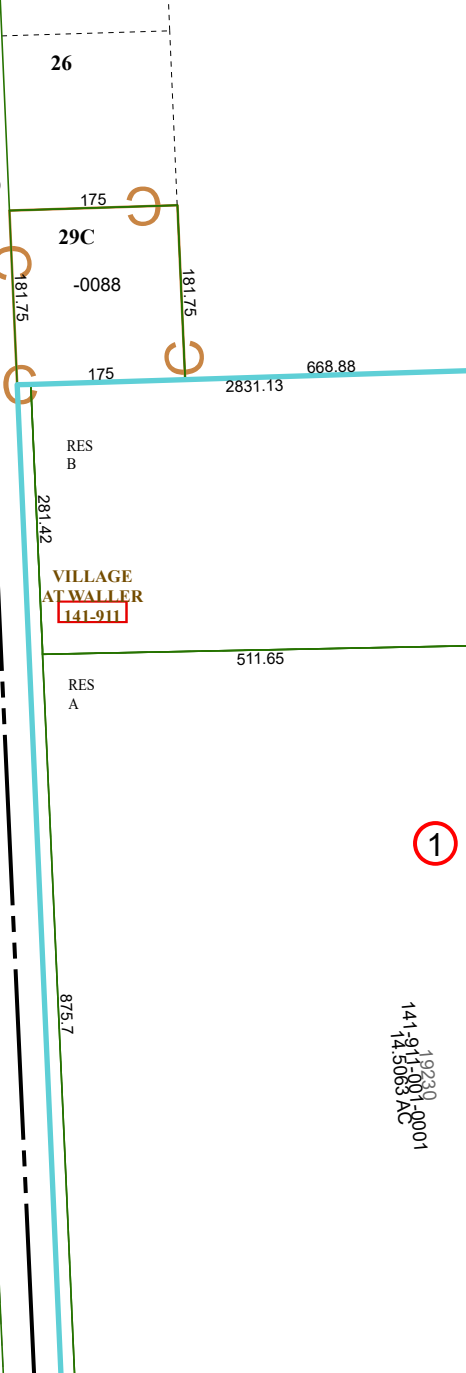 26
175
29C
181.75
-0088
181.75
175
668.88
2831.13
RES
B
281.42
VILLAGE
AT WALLER
141-911
511.65
RES
A
1
875.7
141-911-001-0001
19230
14.5063 AC